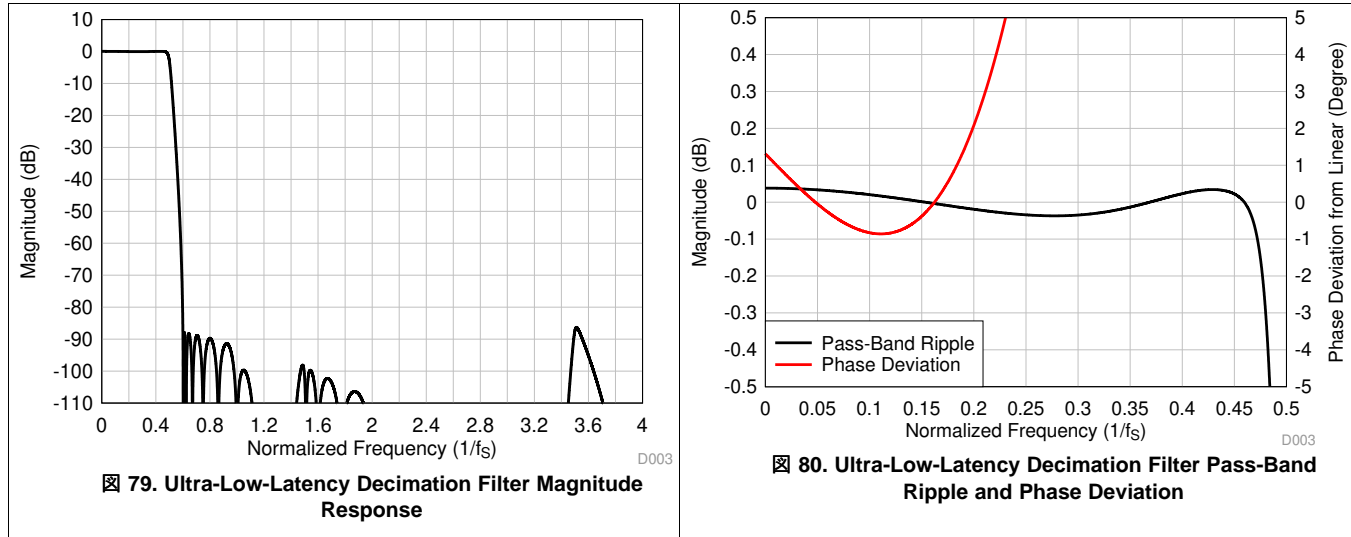 10
0
-10
-20
-30
-40
-50
-60
-70
-80
-90
-100
-110
Magnitude (dB)
0 0.4 0.8 1.2 1.6 2 2.4 2.8 3.2 3.6 4
Normalized Frequency (1/fS)
D003
図 79. Ultra-Low-Latency Decimation Filter Magnitude
Response
0.5
0.4
0.3
0.2
0.1
0
-0.1
-0.2
-0.3
-0.4
-0.5
Magnitude (dB)
5
4
3
2
1
0
-1
-2
-3
-4
-5
Phase Deviation from Linear (Degree)
Pass-Band Ripple
Phase Deviation
0 0.05 0.1 0.15 0.2 0.25 0.3 0.35 0.4 0.45 0.5
Normalized Frequency (1/fS)
D003
図 80. Ultra-Low-Latency Decimation Filter Pass-Band
Ripple and Phase Deviation